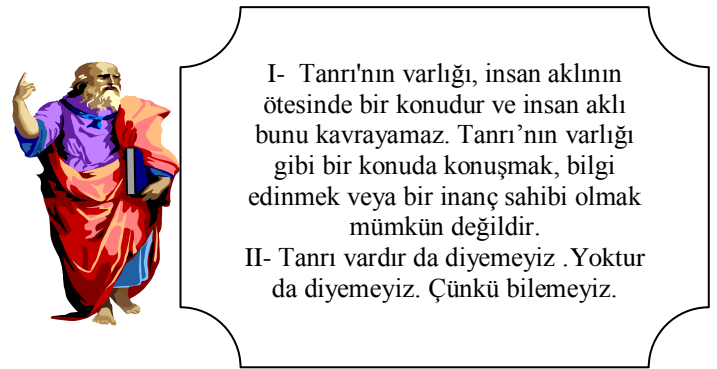 I- Tanrı'nın varlığı, insan aklının
ötesinde bir konudur ve insan aklı
bunu kavrayamaz. Tanrı’nın varlığı
gibi bir konuda konuşmak, bilgi
edinmek veya bir inanç sahibi olmak
mümkün değildir.
II- Tanrı vardır da diyemeyiz .Yoktur
da diyemeyiz. Çünkü bilemeyiz.